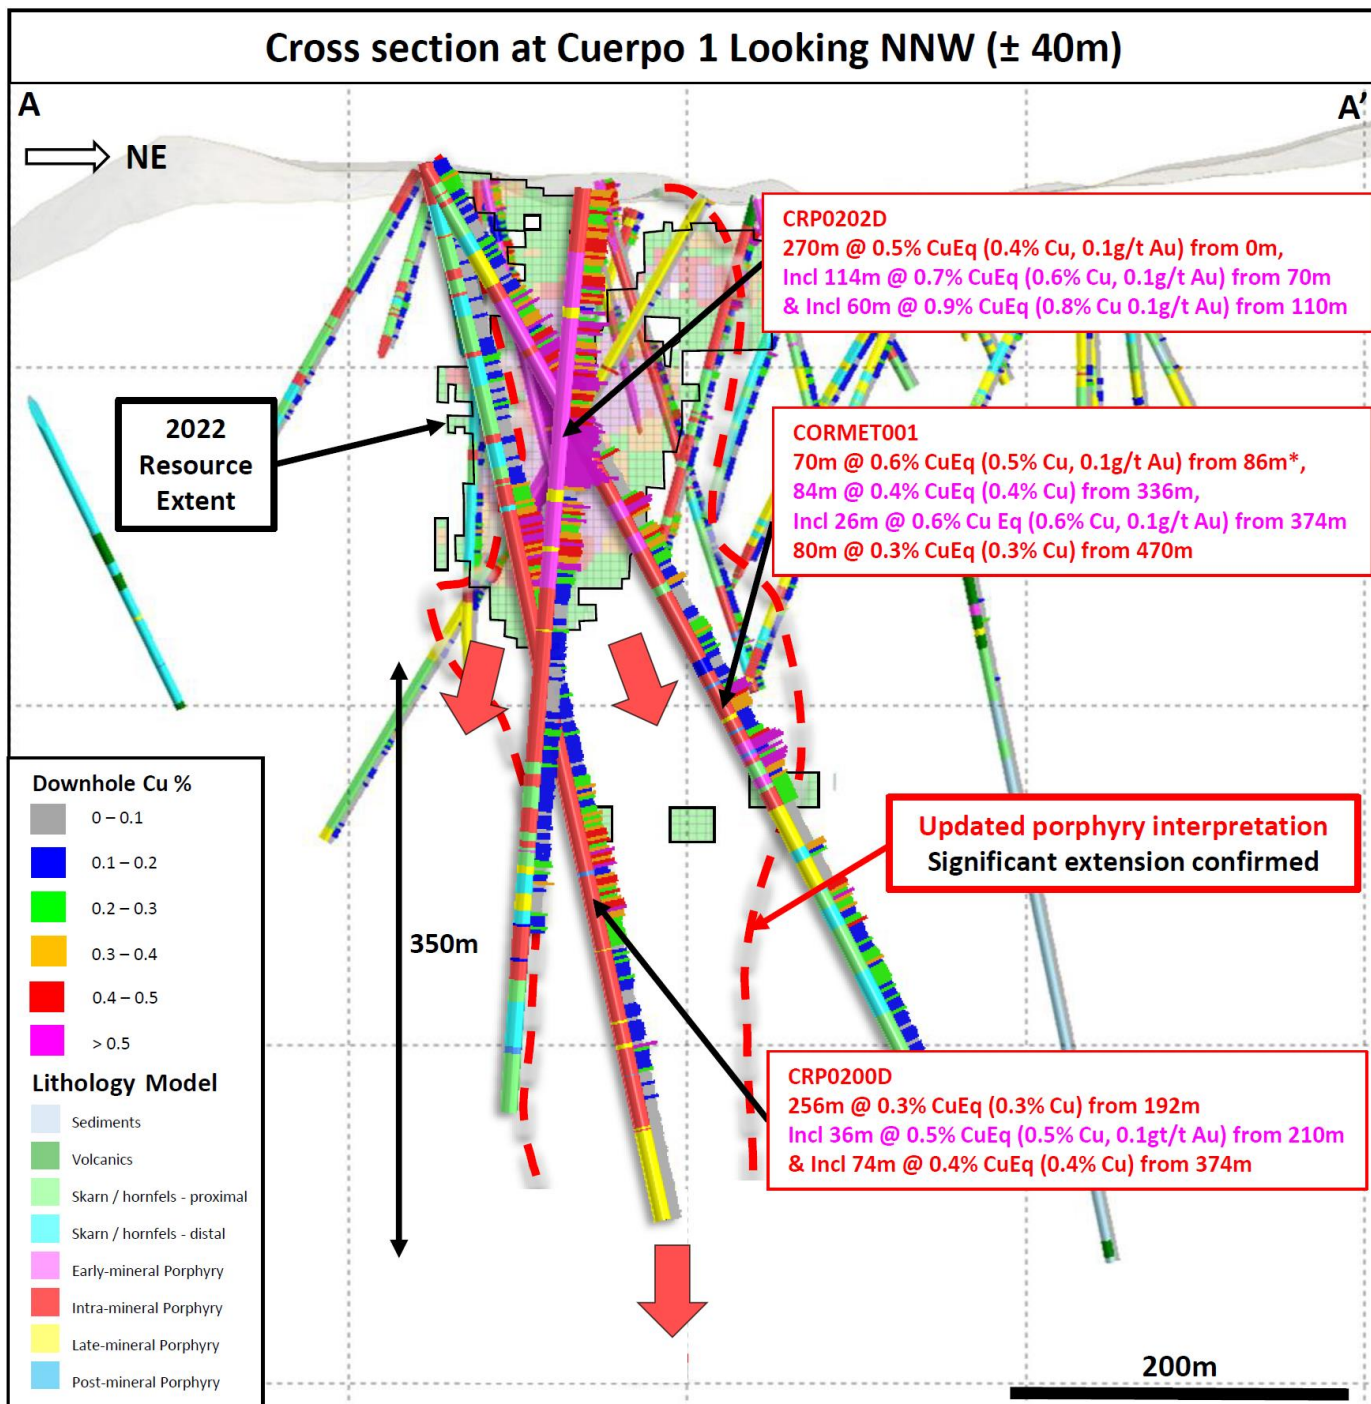 Cross section at Cuerpo 1 Looking NNW (± 40m)
A
A’
NE
CRP0202D
270m @ 0.5% CuEq (0.4% Cu, 0.1g/t Au) from 0m,
Incl 114m @ 0.7% CuEq (0.6% Cu, 0.1g/t Au) from 70m
& Incl 60m @ 0.9% CuEq (0.8% Cu 0.1g/t Au) from 110m
2022
Resource
Extent
CORMET001
70m @ 0.6% CuEq (0.5% Cu, 0.1g/t Au) from 86m*,
84m @ 0.4% CuEq (0.4% Cu) from 336m,
Incl 26m @ 0.6% Cu Eq (0.6% Cu, 0.1g/t Au) from 374m
80m @ 0.3% CuEq (0.3% Cu) from 470m
Updated porphyry interpretation
Significant extension confirmed
350m
CRP0200D
256m @ 0.3% CuEq (0.3% Cu) from 192m
Incl 36m @ 0.5% CuEq (0.5% Cu, 0.1gt/t Au) from 210m
& Incl 74m @ 0.4% CuEq (0.4% Cu) from 374m
Downhole Cu %
0 – 0.1
0.1 – 0.2
0.2 – 0.3
0.3 – 0.4
0.4 – 0.5
> 0.5
Lithology Model
Sediments
Volcanics
Skarn / hornfels - proximal
Skarn / hornfels - distal
Early-mineral Porphyry
Intra-mineral Porphyry
Late-mineral Porphyry
Post-mineral Porphyry
200m